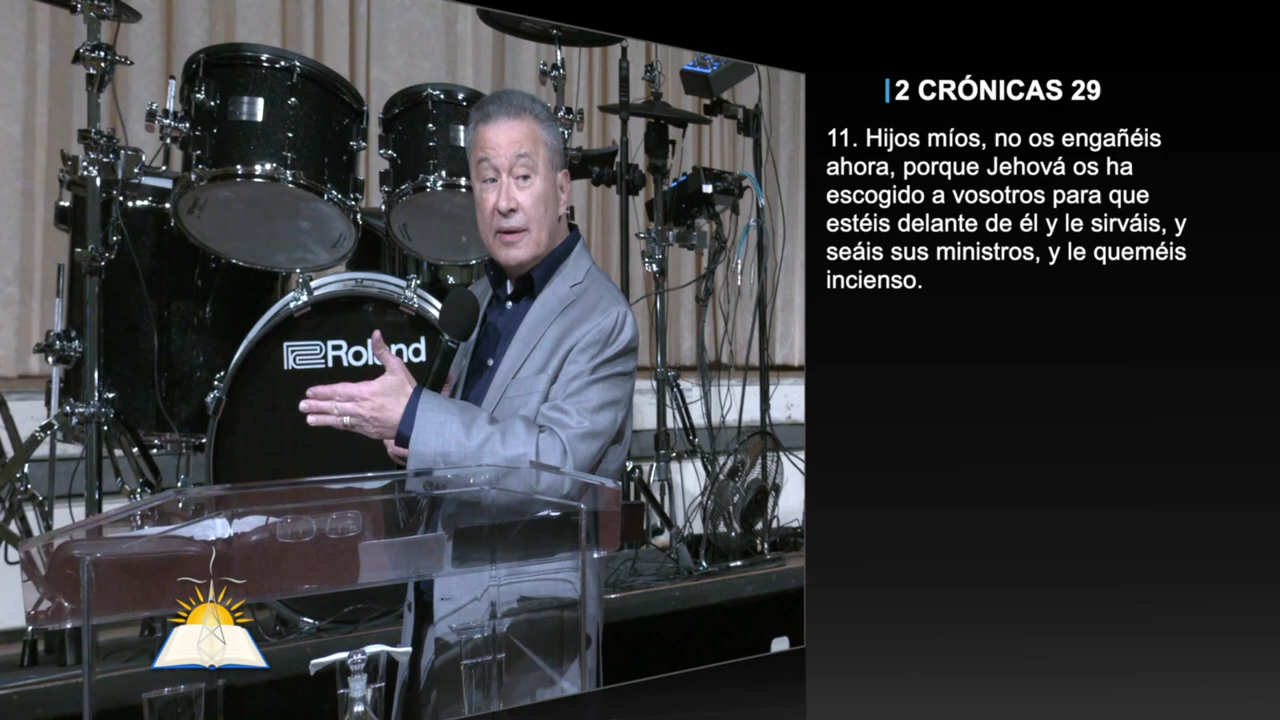 2 CRÓNICAS 29
11. Hijos míos, no os engañéis
ahora, porque Jehová os ha
escogido a vosotros para que
estéis delante de él y le sirváis, y
seáis sus ministros, y le queméis
incienso.
Roland